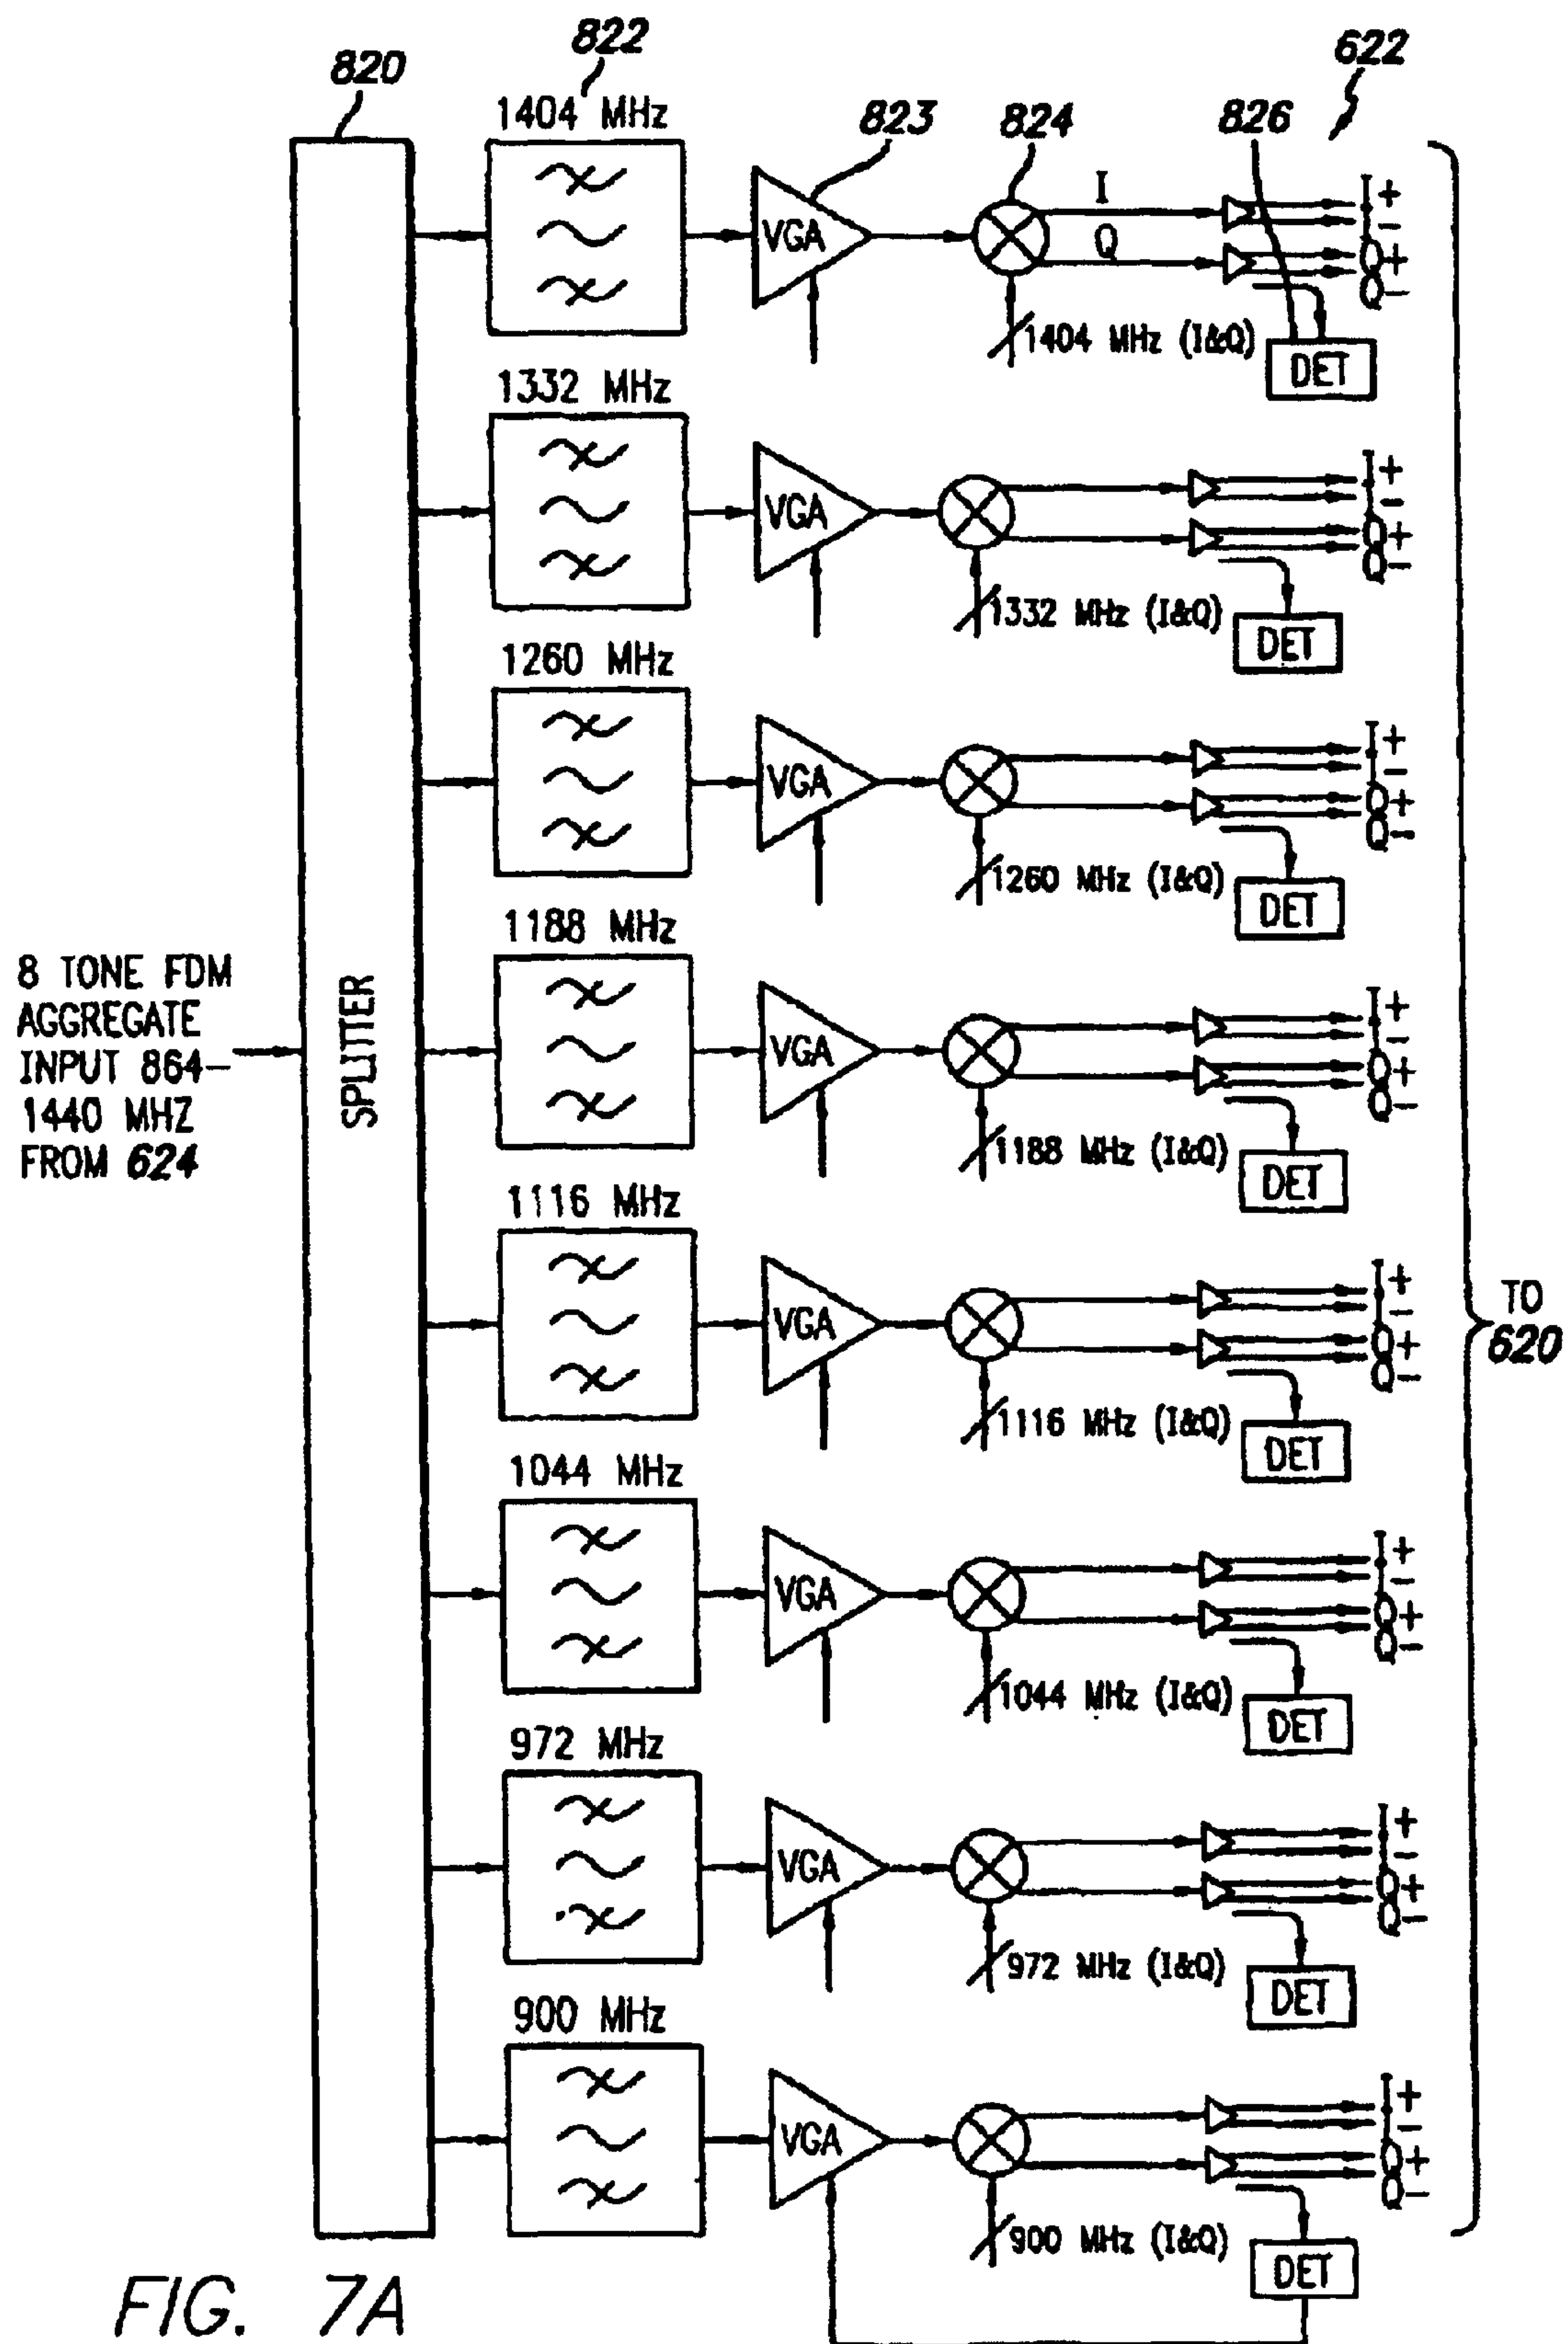 822
622
820
1404 MHz
823
824
826
VGA
I
Q
I+
-
Q+
Q-
1404 MHz (I&Q)
DET
1332 MHz
VGA
I+
-
Q+
Q-
1332 MHz (I&Q)
DET
1260 MHz
VGA
I+
-
Q+
Q-
1260 MHz (I&Q)
DET
1188 MHz
8 TONE FDM
AGGREGATE
INPUT 864-
1440 MHZ
FROM 624
SPLITTER
VGA
I+
-
Q+
Q-
1188 MHz (I&Q)
DET
1116 MHz
VGA
I+
-
Q+
Q-
TO
620
1116 MHz (I&Q)
DET
1044 MHz
VGA
I+
-
Q+
Q-
1044 MHz (I&Q)
DET
972 MHz
VGA
I+
-
Q+
Q-
972 MHz (I&Q)
DET
900 MHz
VGA
I+
-
Q+
Q-
900 MHz (I&Q)
DET
FIG. 7A